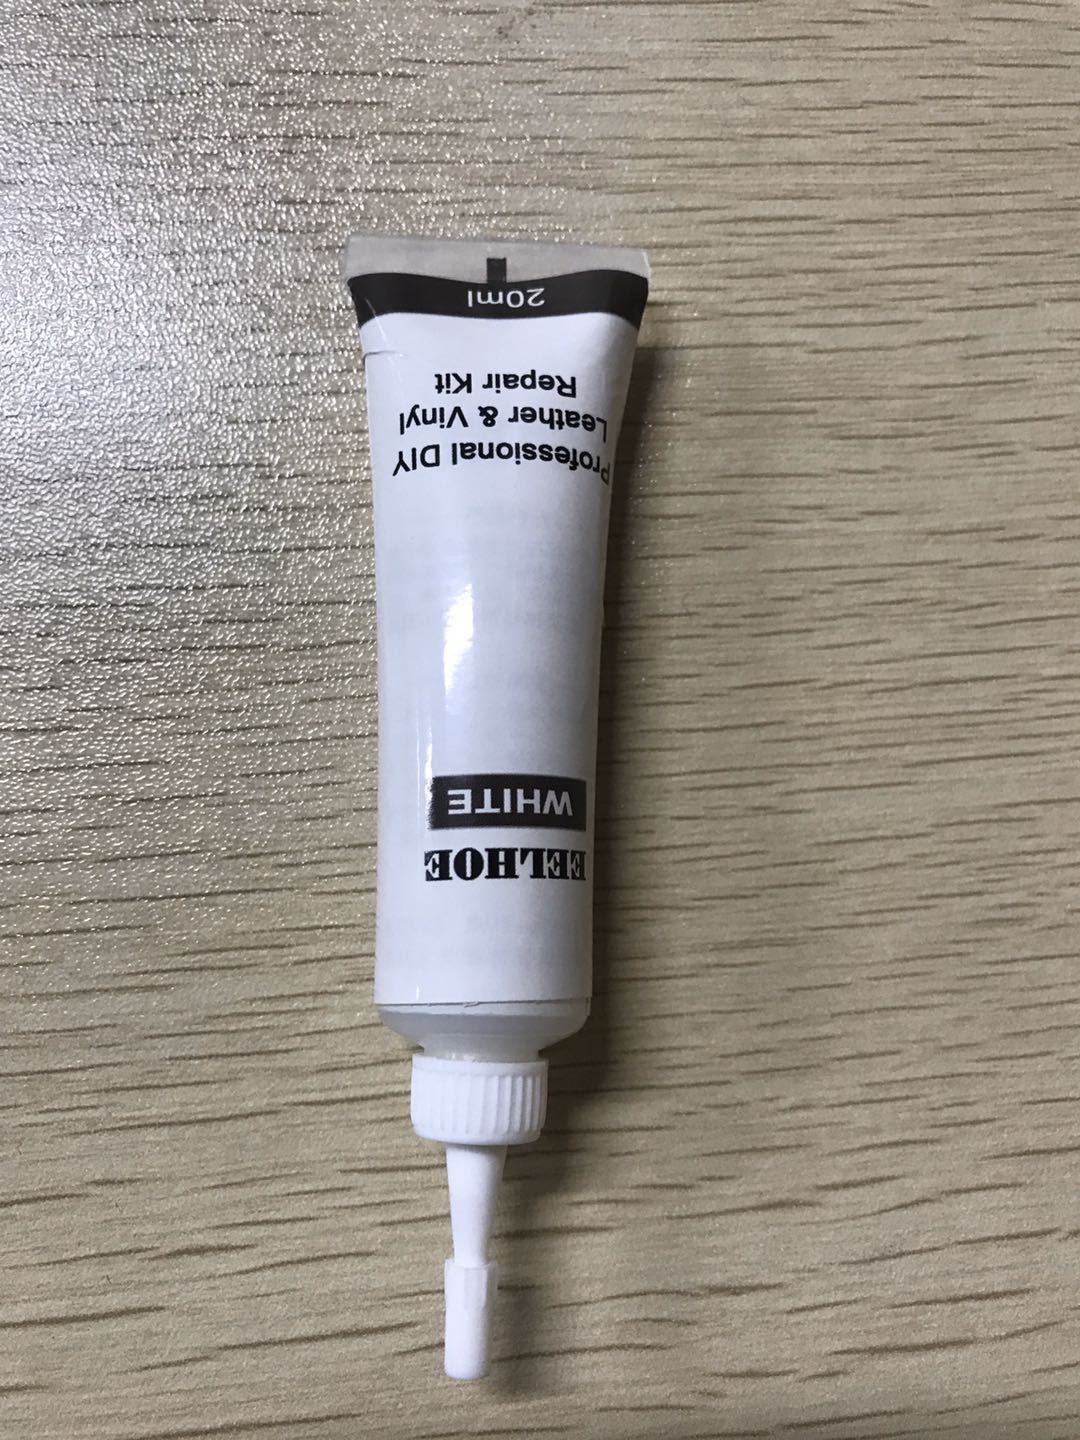 EELHOE
WHITE
Professional DIY
Leather & Vinyl
Repair Kit
20ml